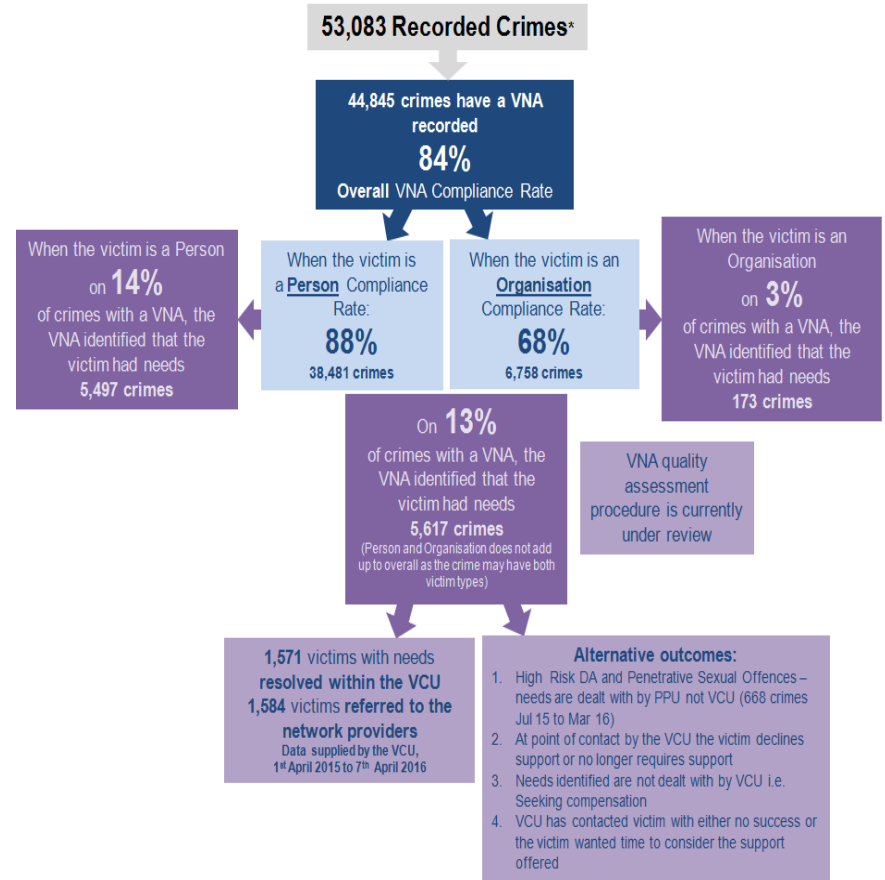 53,083 Recorded Crimes*
44,845 crimes have a VNA
recorded
84%
Overall VNA Compliance Rate
When the victim is a Person
on 14%
of crimes with a VNA, the
VNA identified that the
victim had needs
5,497 crimes
When the victim is
a Person Compliance
Rate:
88%
38,481 crimes
When the victim is an
Organisation
Compliance Rate:
68%
6,758 crimes
When the victim is an
Organisation
on 3%
of crimes with a VNA, the
VNA identified that the
victim had needs
173 crimes
On 13%
of crimes with a VNA, the
VNA identified that the
victim had needs
5,617 crimes
(Person and Organisation does not add
up to overall as the crime may have both
victim types)
VNA quality
assessment
procedure is currently
under review
1,571 victims with needs
resolved within the VCU
1,584 victims referred to the
network providers
Data supplied by the VCU,
1st April 2015 to 7th April 2016
Alternative outcomes:
1. High Risk DA and Penetrative Sexual Offences –
needs are dealt with by PPU not VCU (668 crimes
Jul 15 to Mar 16)
2. At point of contact by the VCU the victim declines
support or no longer requires support
3. Needs identified are not dealt with by VCU i.e.
Seeking compensation
4. VCU has contacted victim with either no success or
the victim wanted time to consider the support
offered